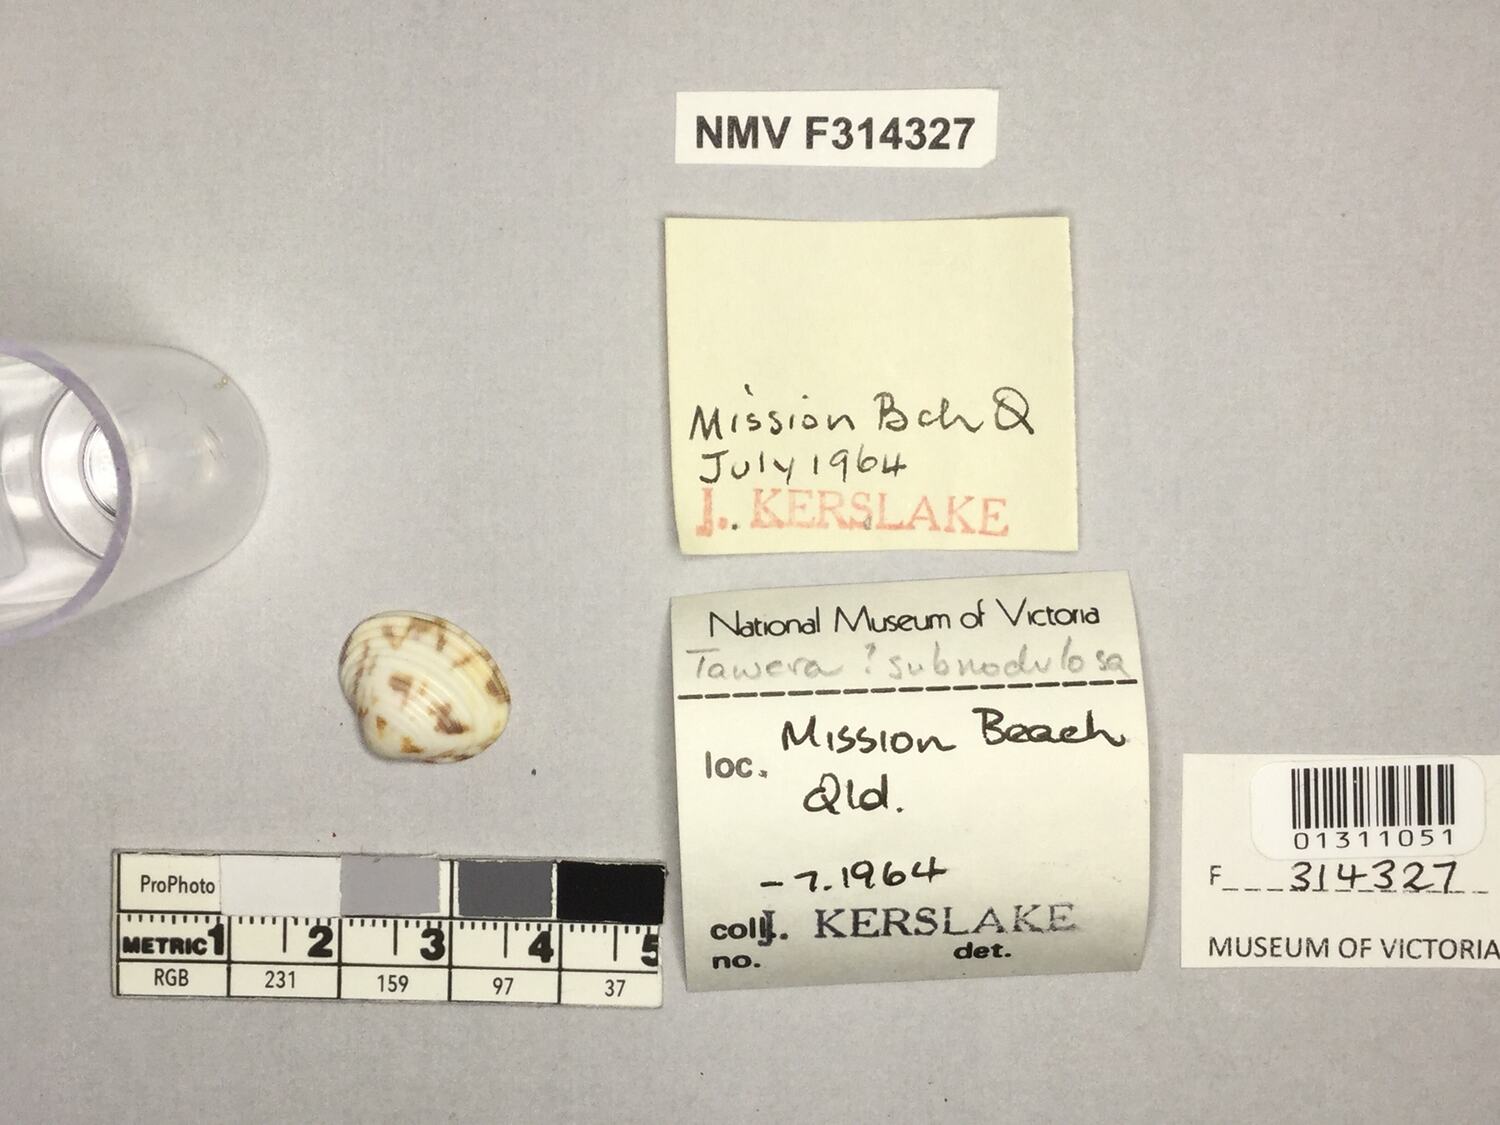 NMV F314327
Mission Bch Q
July 1964
J. KERSLAKE
National Museum of Victoria
Tawera ? subnodulosa
loc. Mission Beach
Qld.
-7.1964
coll. J. KERSLAKE
no. det.
01311051
F 314327
MUSEUM OF VICTORIA
ProPhoto
METRIC 1 2 3 4 5
RGB 231 159 97 37